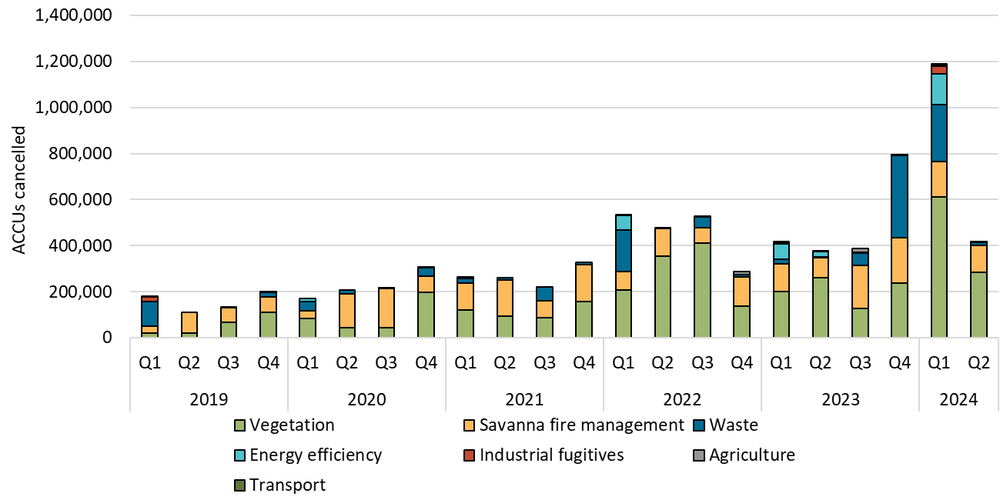 1,400,000
1,200,000
1,000,000
800,000
600,000
400,000
200,000
0
ACCUs cancelled
Q1 Q2 Q3 Q4 Q1 Q2 Q3 Q4 Q1 Q2 Q3 Q4 Q1 Q2 Q3 Q4 Q1 Q2 Q3 Q4 Q1 Q2
2019 2020 2021 2022 2023 2024
Vegetation Savanna fire management Waste
Energy efficiency Industrial fugitives Agriculture
Transport